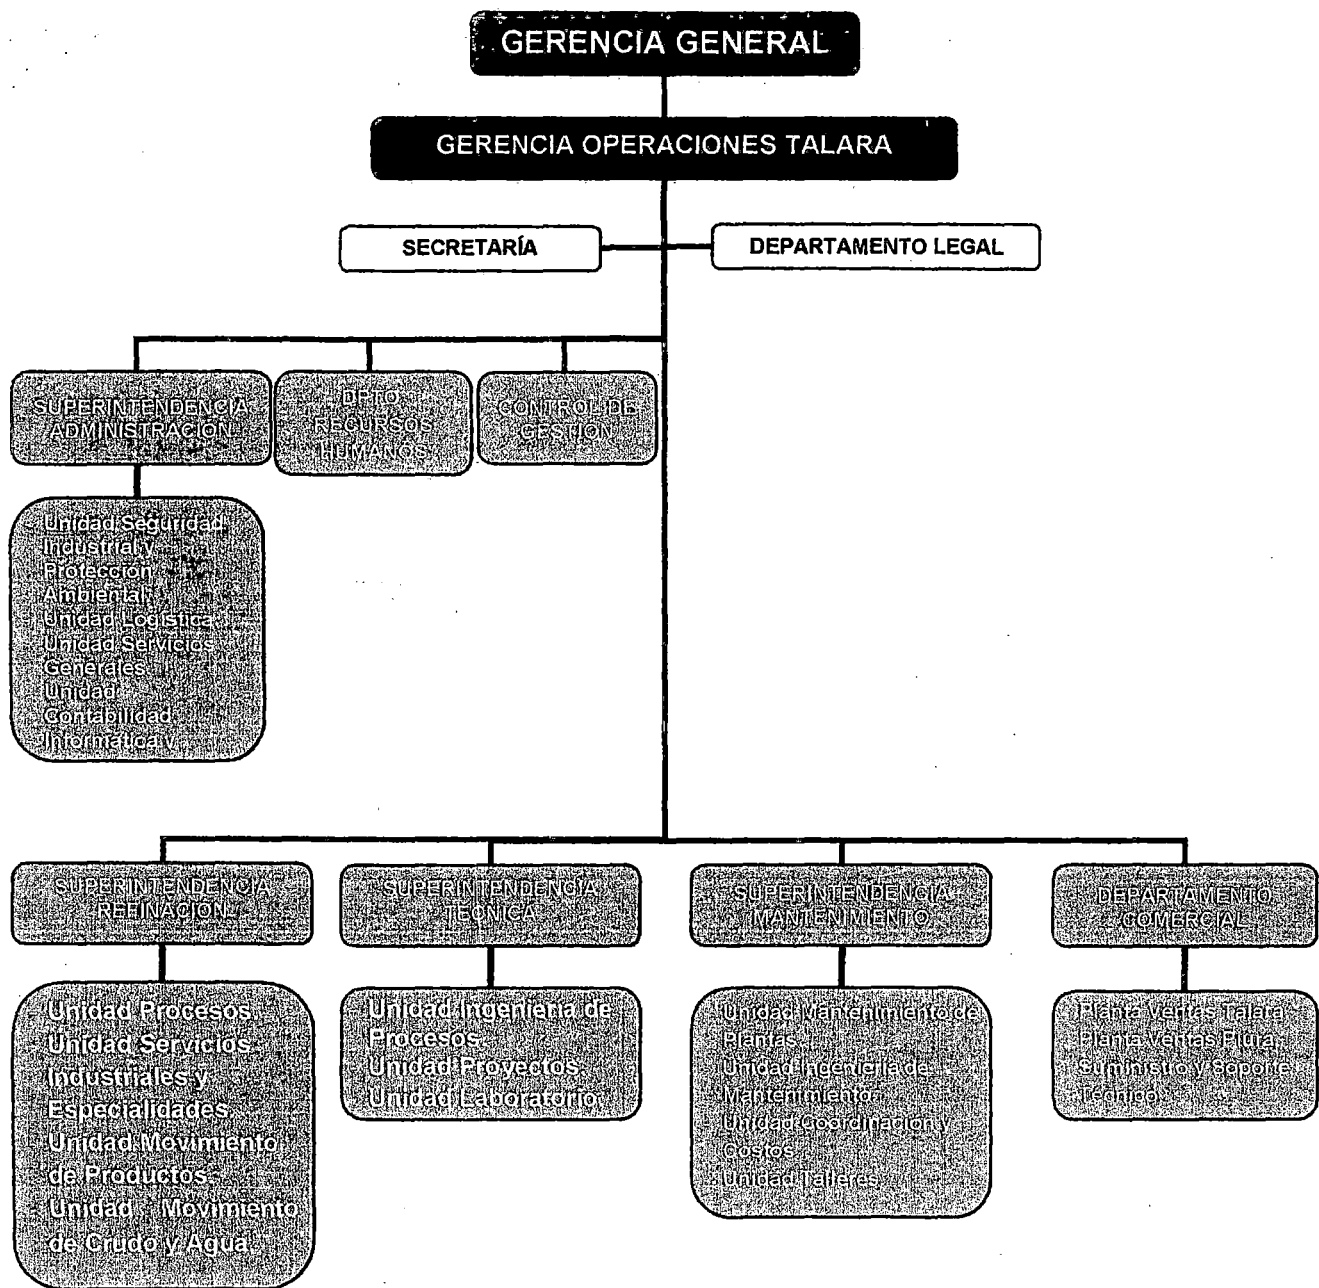 GERENCIA GENERAL
GERENCIA OPERACIONES TALARA
SECRETARÍA
DEPARTAMENTO LEGAL
SUPERINTENDENCIA
ADMINISTRACIÓN
DPTO.
RECURSOS
HUMANOS
CONTROL DE
GESTIÓN
Unidad Seguridad
Industrial y
Protección
Ambiental
Unidad Logística
Unidad Servicios
Generales
Unidad
Contabilidad
Informática y
SUPERINTENDENCIA
REFINACIÓN
SUPERINTENDENCIA
TÉCNICA
SUPERINTENDENCIA
MANTENIMIENTO
DEPARTAMENTO
COMERCIAL
Unidad Procesos
Unidad Servicios
Industriales y
Especialidades
Unidad Movimiento
de Productos
Unidad Movimiento
de Crudo y Agua
Unidad Ingeniería de
Procesos
Unidad Proyectos
Unidad Laboratorio
Unidad Mantenimiento de
Plantas
Unidad Ingeniería de
Mantenimiento
Unidad Coordinación y
Costos
Unidad Talleres
Planta Ventas Talara
Planta Ventas Piura
Suministro y Soporte
Técnico